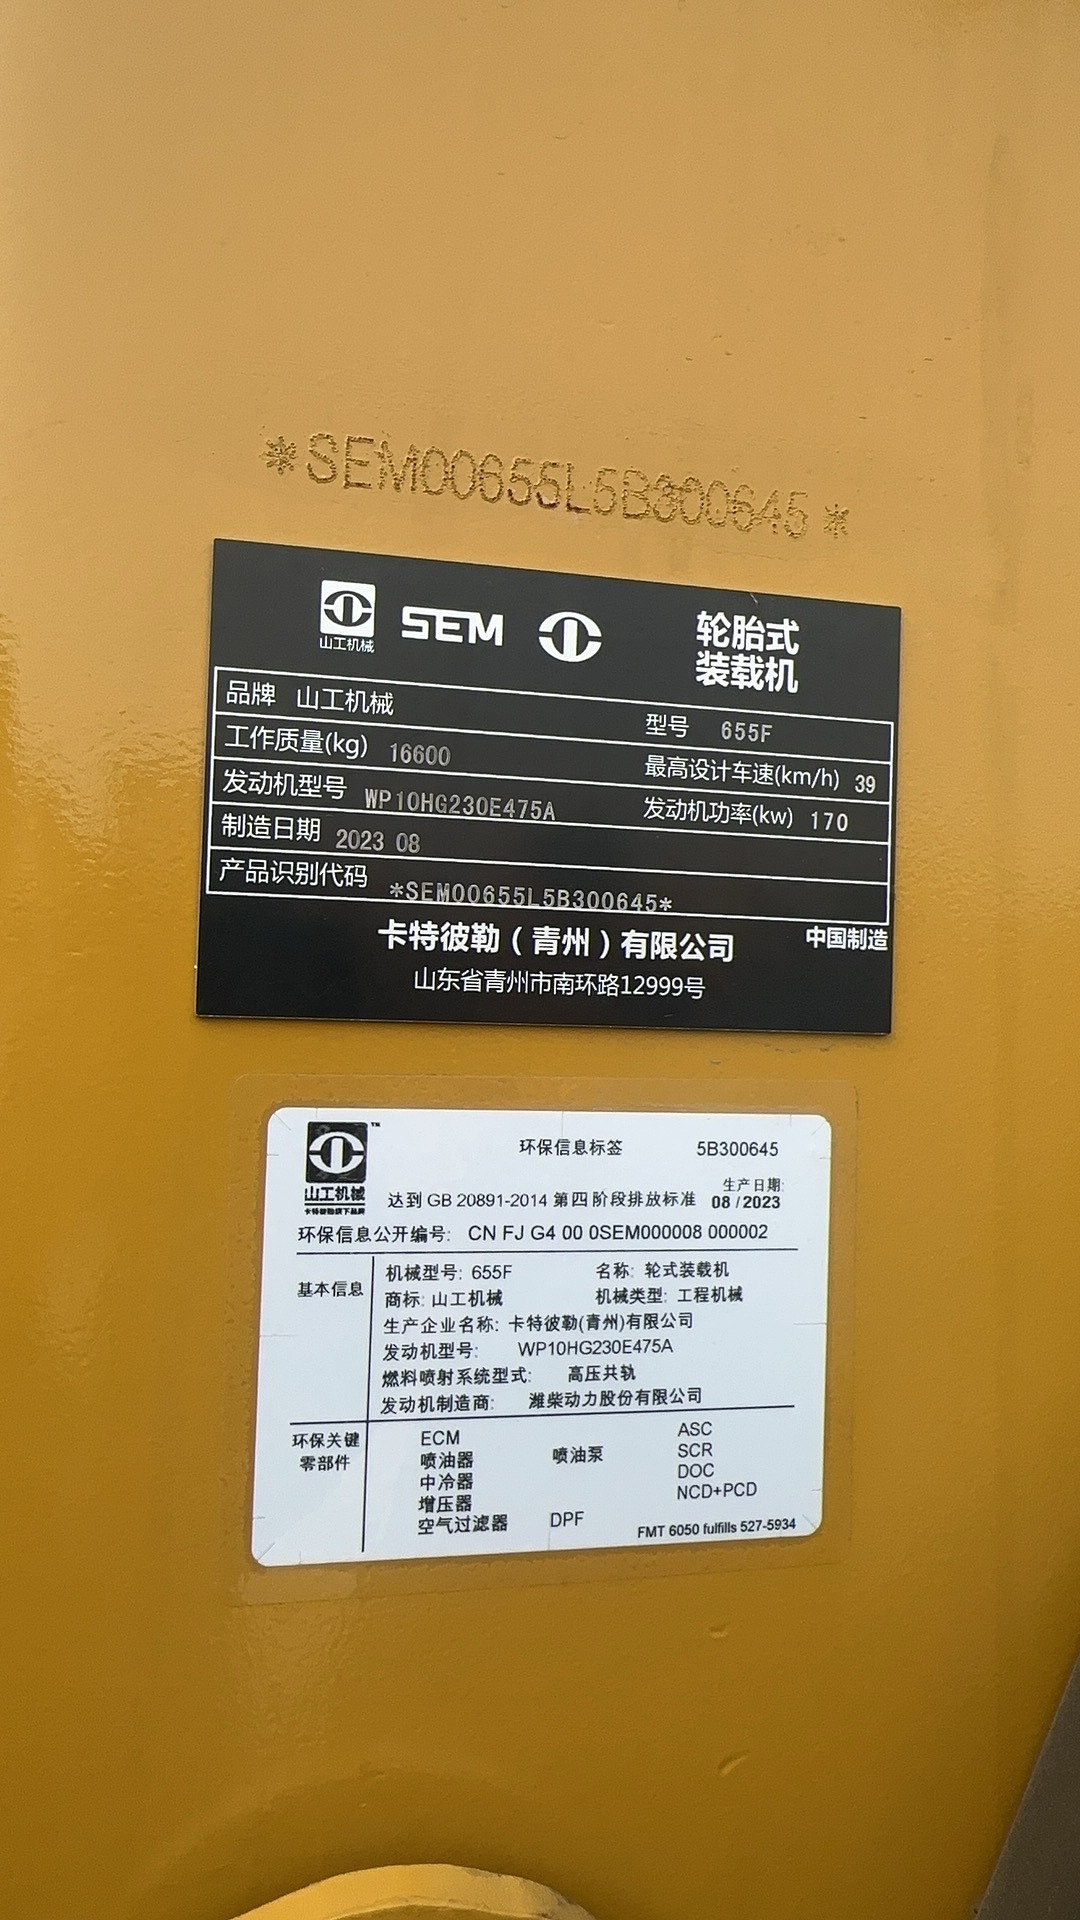 *SEM00655L5B300645*
山工机械 SEM
轮胎式
装载机
品牌 山工机械 型号 655F
工作质量(kg) 16600 最高设计车速(km/h) 39
发动机型号 WP10HG230E475A 发动机功率(kw) 170
制造日期 2023 08
产品识别代码 *SEM00655L5B300645*
卡特彼勒（青州）有限公司 中国制造
山东省青州市南环路12999号
TM
山工机械
卡特彼勒旗下品牌
环保信息标签 5B300645
生产日期:
达到 GB 20891-2014 第四阶段排放标准 08/2023
环保信息公开编号: CN FJ G4 00 0SEM000008 000002
基本信息
机械型号: 655F 名称: 轮式装载机
商标: 山工机械 机械类型: 工程机械
生产企业名称: 卡特彼勒(青州)有限公司
发动机型号: WP10HG230E475A
燃料喷射系统型式: 高压共轨
发动机制造商: 潍柴动力股份有限公司
环保关键
零部件
ECM ASC
喷油器 喷油泵 SCR
中冷器 DOC
增压器 NCD+PCD
空气过滤器 DPF
FMT 6050 fulfills 527-5934